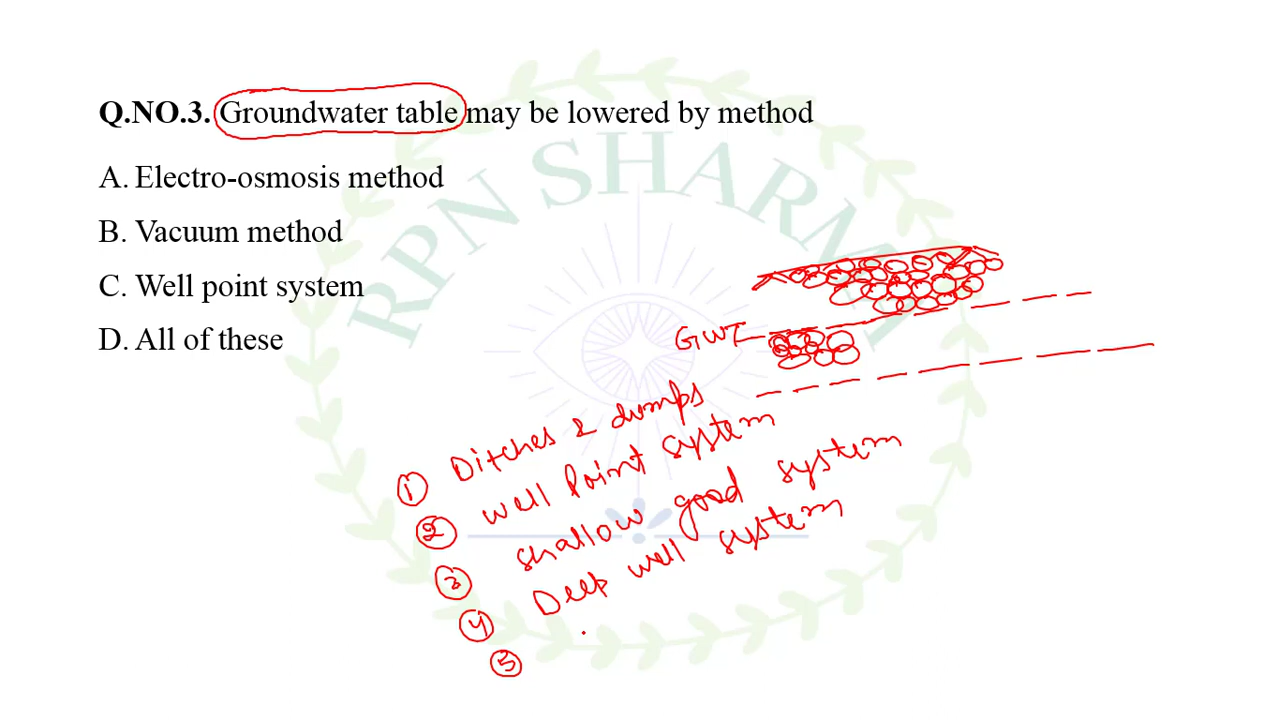 Q.NO.3. Groundwater table may be lowered by method
A. Electro-osmosis method
B. Vacuum method
C. Well point system
D. All of these
RPN SHARMA
GWT
1 Ditches & dumps
2 well Point system
3 shallow good system
4 Deep well system
5